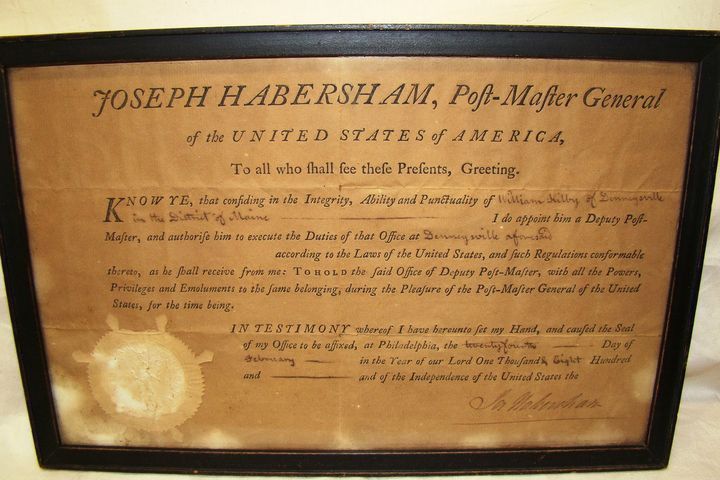 JOSEPH HABERSHAM, Poſt-Maſter General
of the UNITED STATES of AMERICA,
To all who ſhall ſee theſe Preſents, Greeting.
KNOW YE, that confiding in the Integrity, Ability and Punctuality of William Kilby of Denneysville
in the District of Maine I do appoint him a Deputy Poſt-
Maſter, and authoriſe him to execute the Duties of that Office at Denneysville aforesaid
according to the Laws of the United States, and ſuch Regulations conformable
thereto, as he ſhall receive from me: TO HOLD the ſaid Office of Deputy Poſt-Maſter, with all the Powers,
Privileges and Emoluments to the ſame belonging, during the Pleaſure of the Poſt-Maſter General of the United
States, for the time being.
IN TESTIMONY whereof I have hereunto ſet my Hand, and cauſed the Seal
of my Office to be affixed, at Philadelphia, the twenty fourth Day of
February in the Year of our Lord One Thouſand Eight Hundred
and and of the Independence of the United States the
Jos Habersham